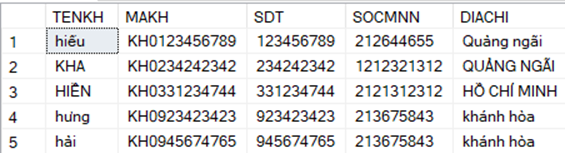 TENKH MAKH SDT SOCMNN DIACHI
1 hiếu KH0123456789 123456789 212644655 Quảng ngãi
2 KHA KH0234242342 234242342 1212321312 QUẢNG NGÃI
3 HIỀN KH0331234744 331234744 2121312312 HỒ CHÍ MINH
4 hưng KH0923423423 923423423 213675843 khánh hòa
5 hải KH0945674765 945674765 213675843 khánh hòa